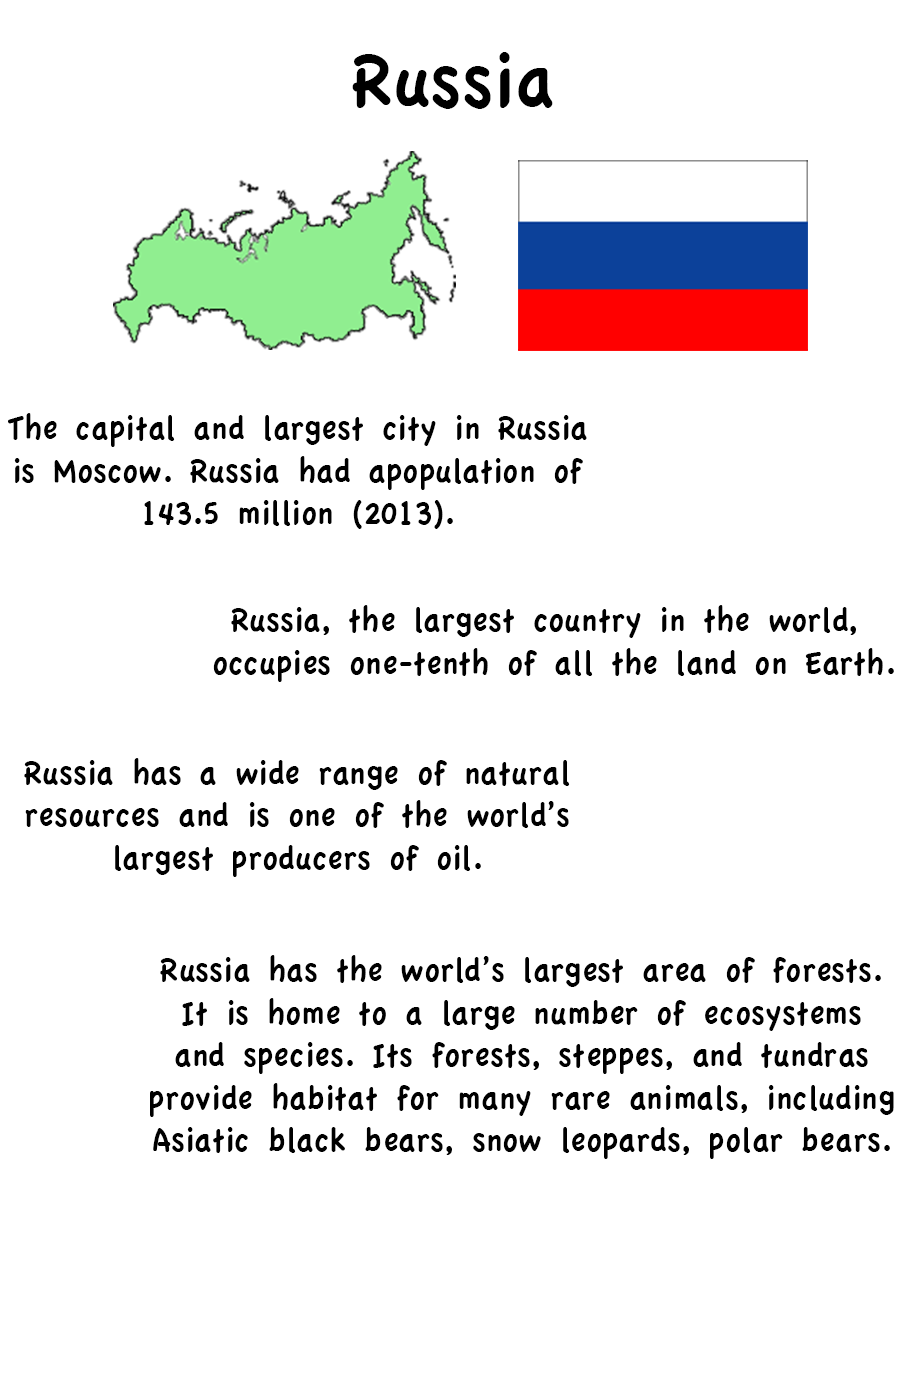 Russia
The capital and largest city in Russia
is Moscow. Russia had apopulation of
143.5 million (2013).
Russia, the largest country in the world,
occupies one-tenth of all the land on Earth.
Russia has a wide range of natural
resources and is one of the world's
largest producers of oil.
Russia has the world's largest area of forests.
It is home to a large number of ecosystems
and species. Its forests, steppes, and tundras
provide habitat for many rare animals, including
Asiatic black bears, snow leopards, polar bears.